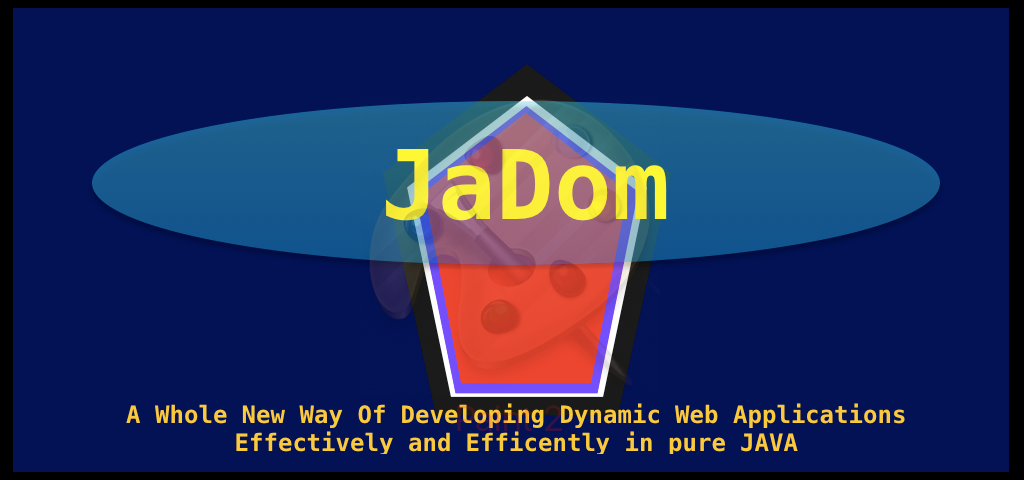 JaDom
A Whole New Way Of Developing Dynamic Web Applications
Effectively and Efficently in pure JAVA